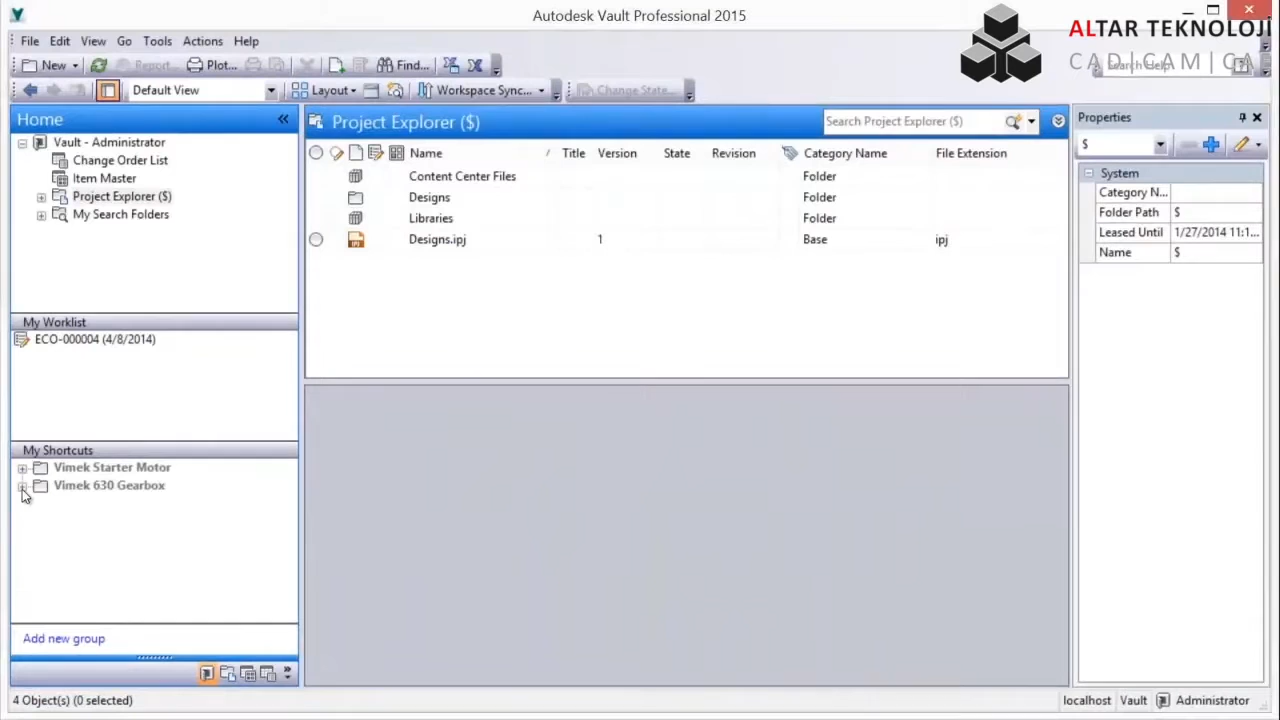 Autodesk Vault Professional 2015
ALTAR TEKNOLOJİ
CAD|CAM|CA
File Edit View Go Tools Actions Help
New Report... Plot... Find... Search Help
Default View Layout Workspace Sync... Change State...
Home
Vault - Administrator
Change Order List
Item Master
Project Explorer ($)
My Search Folders
My Worklist
ECO-000004 (4/8/2014)
My Shortcuts
Vimek Starter Motor
Vimek 630 Gearbox
Add new group
Project Explorer ($) Search Project Explorer ($)
Name / Title Version State Revision Category Name File Extension
Content Center Files Folder
Designs Folder
Libraries Folder
Designs.ipj 1 Base ipj
Properties
$
System
Category N...
Folder Path $
Leased Until 1/27/2014 11:1...
Name $
4 Object(s) (0 selected) localhost Vault Administrator